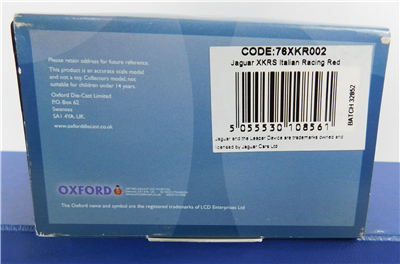 Please retain address for future reference.
This product is an accurate scale model
and not a toy. Collectors model, not
suitable for children under 14 years.
Oxford Die-Cast Limited
P.O. Box 62
Swansea
SA1 4YA, UK.
www.oxforddiecast.co.uk
CODE:76XKR002
Jaguar XKRS Italian Racing Red
5 055530 108561
BATCH 32952
Jaguar and the Leaper Device are trademarks owned and
licensed by Jaguar Cars Ltd
OXFORD
The Oxford name and symbol are the registered trademarks of LCD Enterprises Ltd